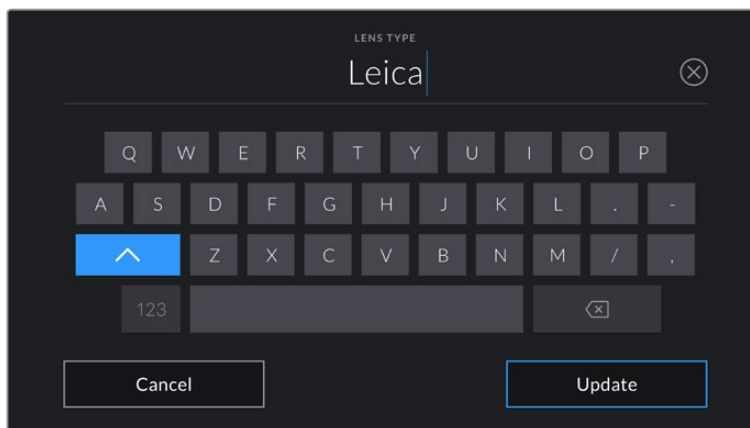 LENS TYPE
Leica
Q W E R T Y U I O P
A S D F G H J K L . -
Z X C V B N M / ,
123
Cancel Update